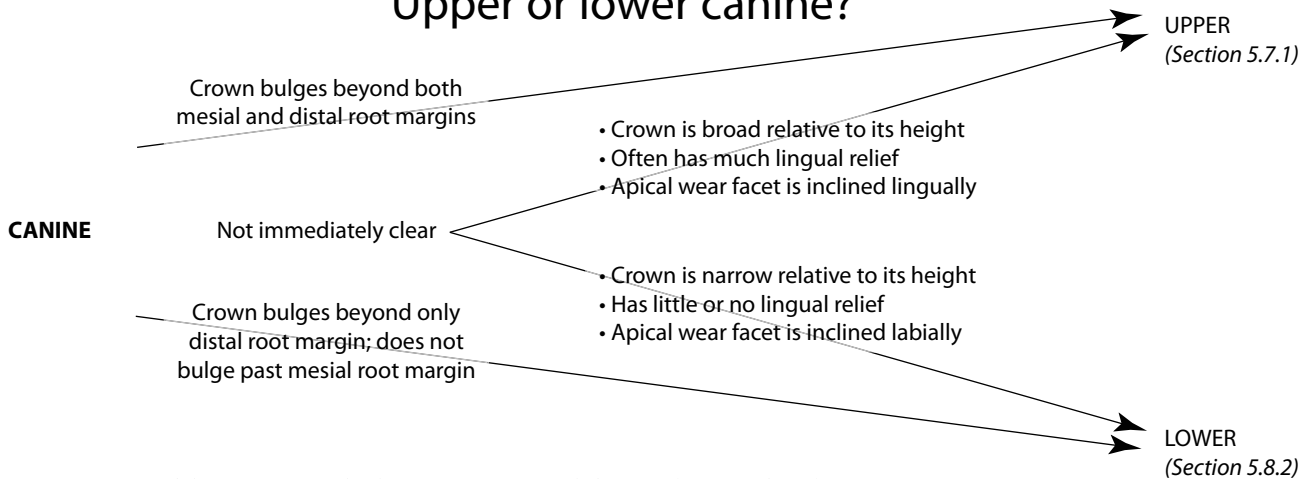 Upper or lower canine?
UPPER
(Section 5.7.1)
Crown bulges beyond both
mesial and distal root margins
• Crown is broad relative to its height
• Often has much lingual relief
• Apical wear facet is inclined lingually
CANINE
Not immediately clear
• Crown is narrow relative to its height
• Has little or no lingual relief
• Apical wear facet is inclined labially
Crown bulges beyond only
distal root margin; does not
bulge past mesial root margin
LOWER
(Section 5.8.2)